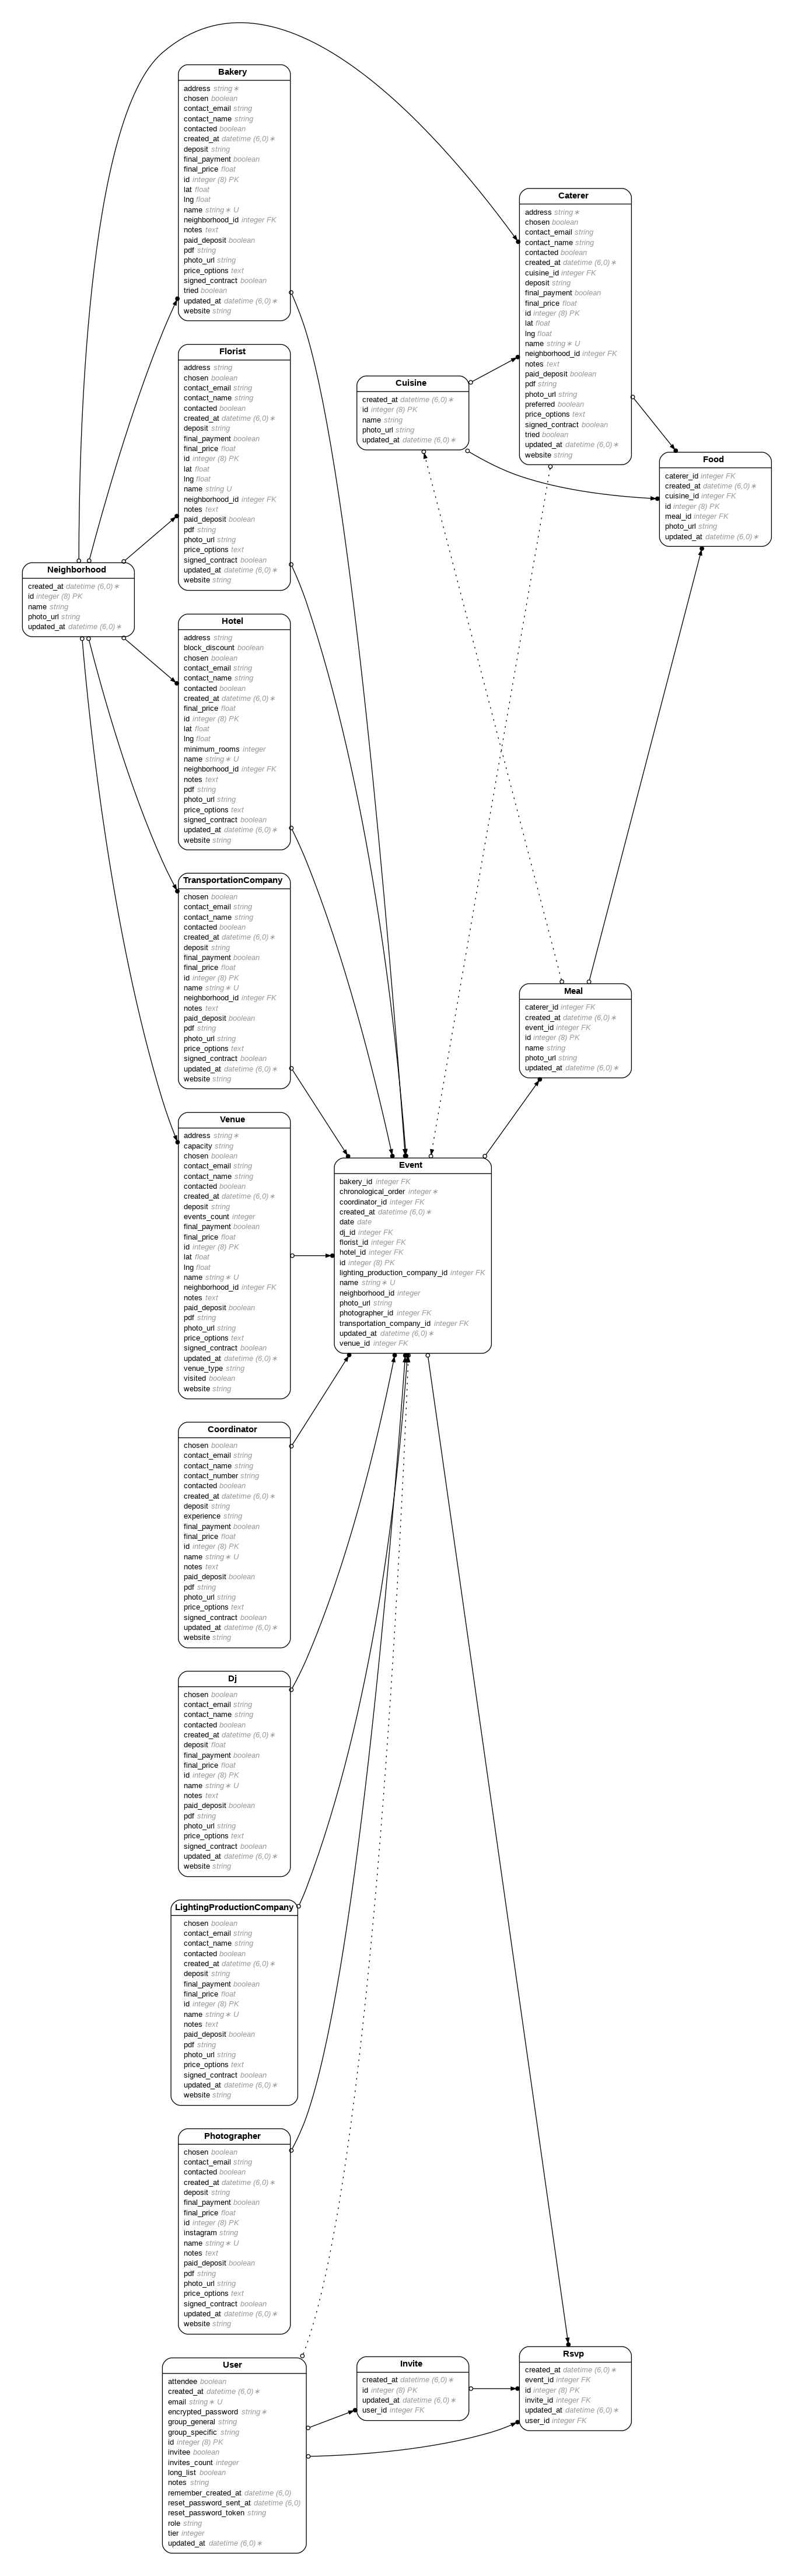 Bakery
address string∗
chosen boolean
contact_email string
contact_name string
contacted boolean
created_at datetime (6,0)∗
deposit string
final_payment boolean
final_price float
id integer (8) PK
lat float
lng float
name string∗ U
neighborhood_id integer FK
notes text
paid_deposit boolean
pdf string
photo_url string
price_options text
signed_contract boolean
tried boolean
updated_at datetime (6,0)∗
website string
Caterer
address string∗
chosen boolean
contact_email string
contact_name string
contacted boolean
created_at datetime (6,0)∗
cuisine_id integer FK
deposit string
final_payment boolean
final_price float
id integer (8) PK
lat float
lng float
name string∗ U
neighborhood_id integer FK
notes text
paid_deposit boolean
pdf string
photo_url string
preferred boolean
price_options text
signed_contract boolean
tried boolean
updated_at datetime (6,0)∗
website string
Florist
address string
chosen boolean
contact_email string
contact_name string
contacted boolean
created_at datetime (6,0)∗
deposit string
final_payment boolean
final_price float
id integer (8) PK
lat float
lng float
name string U
neighborhood_id integer FK
notes text
paid_deposit boolean
pdf string
photo_url string
price_options text
signed_contract boolean
updated_at datetime (6,0)∗
website string
Cuisine
created_at datetime (6,0)∗
id integer (8) PK
name string
photo_url string
updated_at datetime (6,0)∗
Food
caterer_id integer FK
created_at datetime (6,0)∗
cuisine_id integer FK
id integer (8) PK
meal_id integer FK
photo_url string
updated_at datetime (6,0)∗
Neighborhood
created_at datetime (6,0)∗
id integer (8) PK
name string
photo_url string
updated_at datetime (6,0)∗
Hotel
address string
block_discount boolean
chosen boolean
contact_email string
contact_name string
contacted boolean
created_at datetime (6,0)∗
final_price float
id integer (8) PK
lat float
lng float
minimum_rooms integer
name string∗ U
neighborhood_id integer FK
notes text
pdf string
photo_url string
price_options text
signed_contract boolean
updated_at datetime (6,0)∗
website string
TransportationCompany
chosen boolean
contact_email string
contact_name string
contacted boolean
created_at datetime (6,0)∗
deposit string
final_payment boolean
final_price float
id integer (8) PK
name string∗ U
neighborhood_id integer FK
notes text
paid_deposit boolean
pdf string
photo_url string
price_options text
signed_contract boolean
updated_at datetime (6,0)∗
website string
Meal
caterer_id integer FK
created_at datetime (6,0)∗
event_id integer FK
id integer (8) PK
name string
photo_url string
updated_at datetime (6,0)∗
Venue
address string∗
capacity string
chosen boolean
contact_email string
contact_name string
contacted boolean
created_at datetime (6,0)∗
deposit string
events_count integer
final_payment boolean
final_price float
id integer (8) PK
lat float
lng float
name string∗ U
neighborhood_id integer FK
notes text
paid_deposit boolean
pdf string
photo_url string
price_options text
signed_contract boolean
updated_at datetime (6,0)∗
venue_type string
visited boolean
website string
Event
bakery_id integer FK
chronological_order integer∗
coordinator_id integer FK
created_at datetime (6,0)∗
date date
dj_id integer FK
florist_id integer FK
hotel_id integer FK
id integer (8) PK
lighting_production_company_id integer FK
name string∗ U
neighborhood_id integer
photo_url string
photographer_id integer FK
transportation_company_id integer FK
updated_at datetime (6,0)∗
venue_id integer FK
Coordinator
chosen boolean
contact_email string
contact_name string
contact_number string
contacted boolean
created_at datetime (6,0)∗
deposit string
experience string
final_payment boolean
final_price float
id integer (8) PK
name string∗ U
notes text
paid_deposit boolean
pdf string
photo_url string
price_options text
signed_contract boolean
updated_at datetime (6,0)∗
website string
Dj
chosen boolean
contact_email string
contact_name string
contacted boolean
created_at datetime (6,0)∗
deposit float
final_payment boolean
final_price float
id integer (8) PK
name string∗ U
notes text
paid_deposit boolean
pdf string
photo_url string
price_options text
signed_contract boolean
updated_at datetime (6,0)∗
website string
LightingProductionCompany
chosen boolean
contact_email string
contact_name string
contacted boolean
created_at datetime (6,0)∗
deposit string
final_payment boolean
final_price float
id integer (8) PK
name string∗ U
notes text
paid_deposit boolean
pdf string
photo_url string
price_options text
signed_contract boolean
updated_at datetime (6,0)∗
website string
Photographer
chosen boolean
contact_email string
contacted boolean
created_at datetime (6,0)∗
deposit string
final_payment boolean
final_price float
id integer (8) PK
instagram string
name string∗ U
notes text
paid_deposit boolean
pdf string
photo_url string
price_options text
signed_contract boolean
updated_at datetime (6,0)∗
website string
User
attendee boolean
created_at datetime (6,0)∗
email string∗ U
encrypted_password string∗
group_general string
group_specific string
id integer (8) PK
invitee boolean
invites_count integer
long_list boolean
notes string
remember_created_at datetime (6,0)
reset_password_sent_at datetime (6,0)
reset_password_token string
role string
tier integer
updated_at datetime (6,0)∗
Invite
created_at datetime (6,0)∗
id integer (8) PK
updated_at datetime (6,0)∗
user_id integer FK
Rsvp
created_at datetime (6,0)∗
event_id integer FK
id integer (8) PK
invite_id integer FK
updated_at datetime (6,0)∗
user_id integer FK